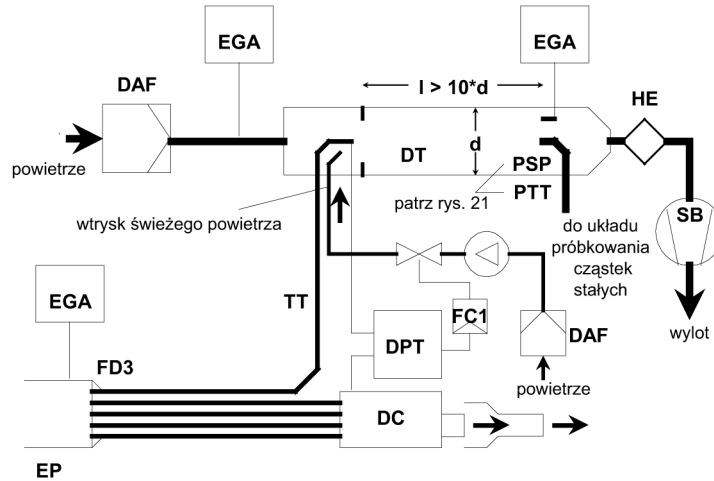 EGA
EGA
DAF
l > 10*d
HE
powietrze
d
DT
PSP
PTT
patrz rys. 21
SB
wtrysk świeżego powietrza
do układu
próbkowania
cząstek
stałych
EGA
TT
FC1
DPT
DAF
wylot
FD3
powietrze
DC
EP